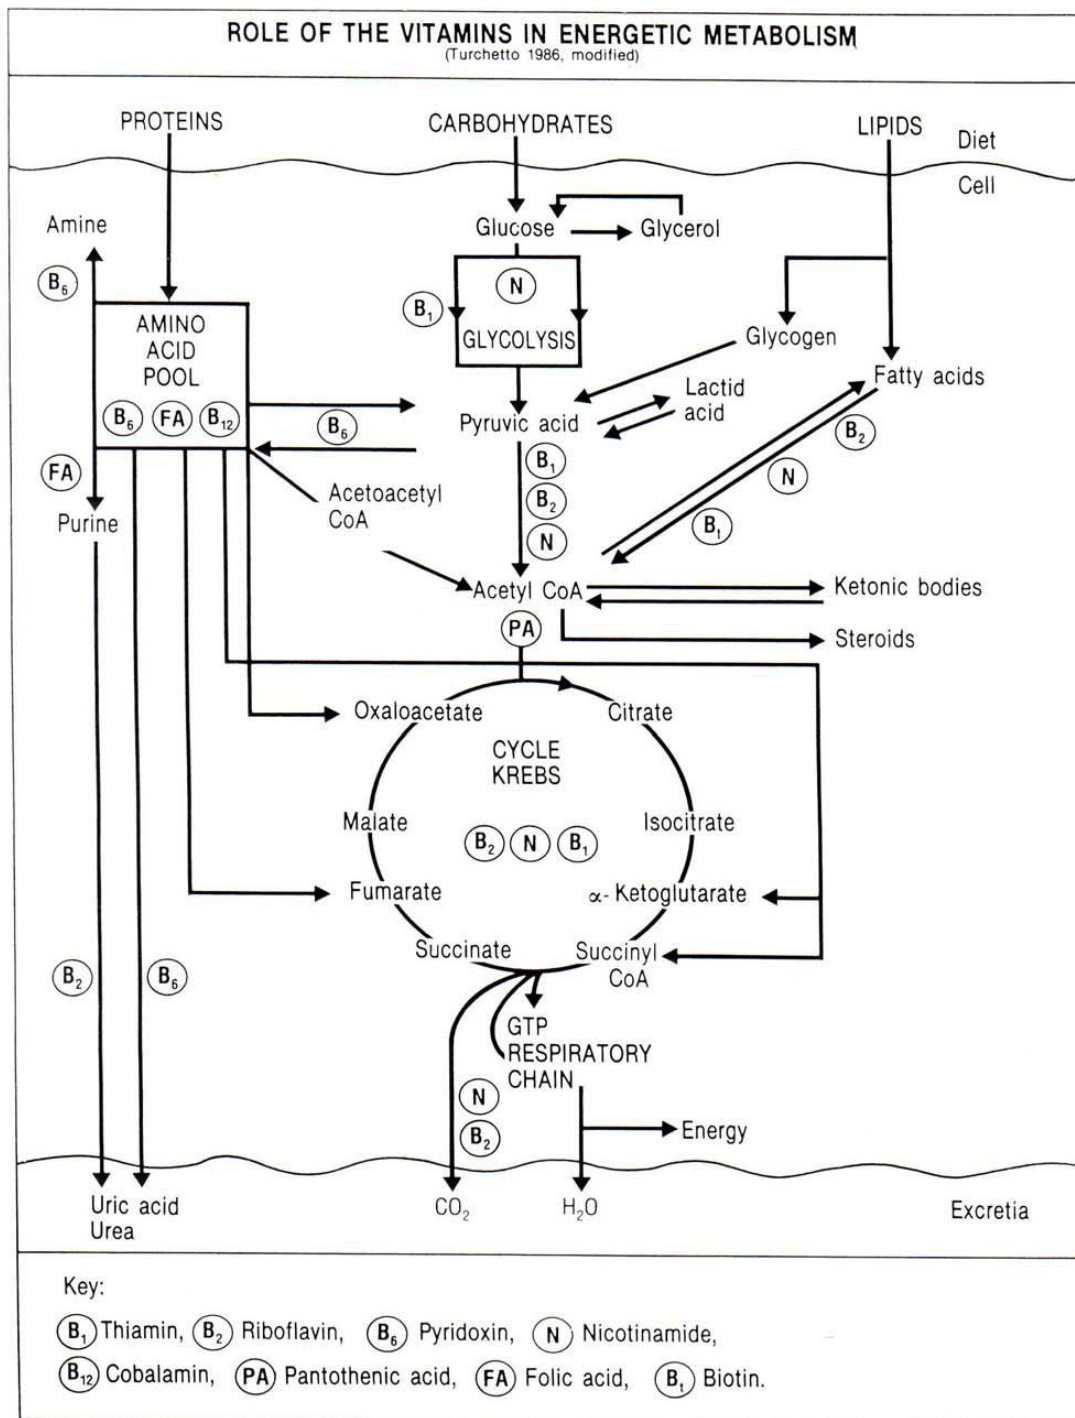 ROLE OF THE VITAMINS IN ENERGETIC METABOLISM
(Turchetto 1986, modified)
PROTEINS
CARBOHYDRATES
LIPIDS
Diet
Cell
Amine
Glucose
Glycerol
B6
N
B1
AMINO
ACID
POOL
GLYCOLYSIS
Glycogen
Fatty acids
Lactid
acid
B6 FA B12
B6
Pyruvic acid
B2
FA
B1
N
Acetoacetyl
CoA
B2
Bt
Purine
N
Acetyl CoA
Ketonic bodies
PA
Steroids
Oxaloacetate
Citrate
CYCLE
KREBS
Malate
Isocitrate
B2 N B1
Fumarate
α- Ketoglutarate
Succinate
Succinyl
CoA
B2
B6
GTP
RESPIRATORY
CHAIN
N
B2
Energy
Uric acid
Urea
CO2
H2O
Excretia
Key:
B1 Thiamin, B2 Riboflavin, B6 Pyridoxin, N Nicotinamide,
B12 Cobalamin, PA Pantothenic acid, FA Folic acid, Bt Biotin.